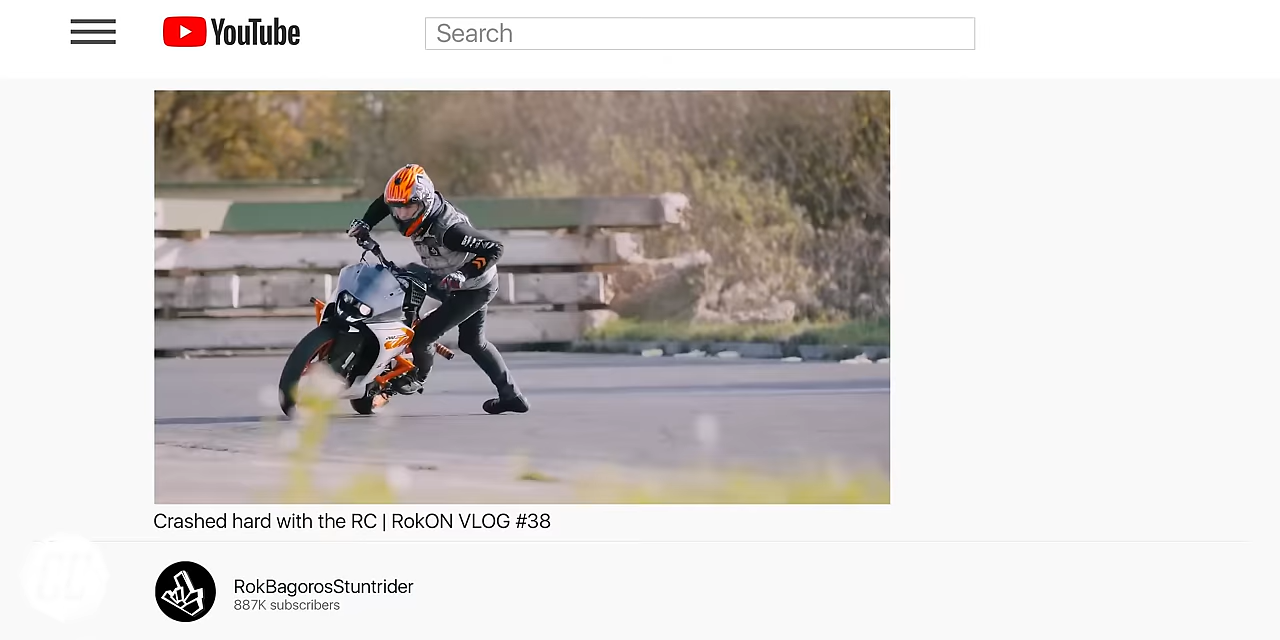 YouTube
Search
Crashed hard with the RC | RokON VLOG #38
RokBagorosStuntrider
887K subscribers